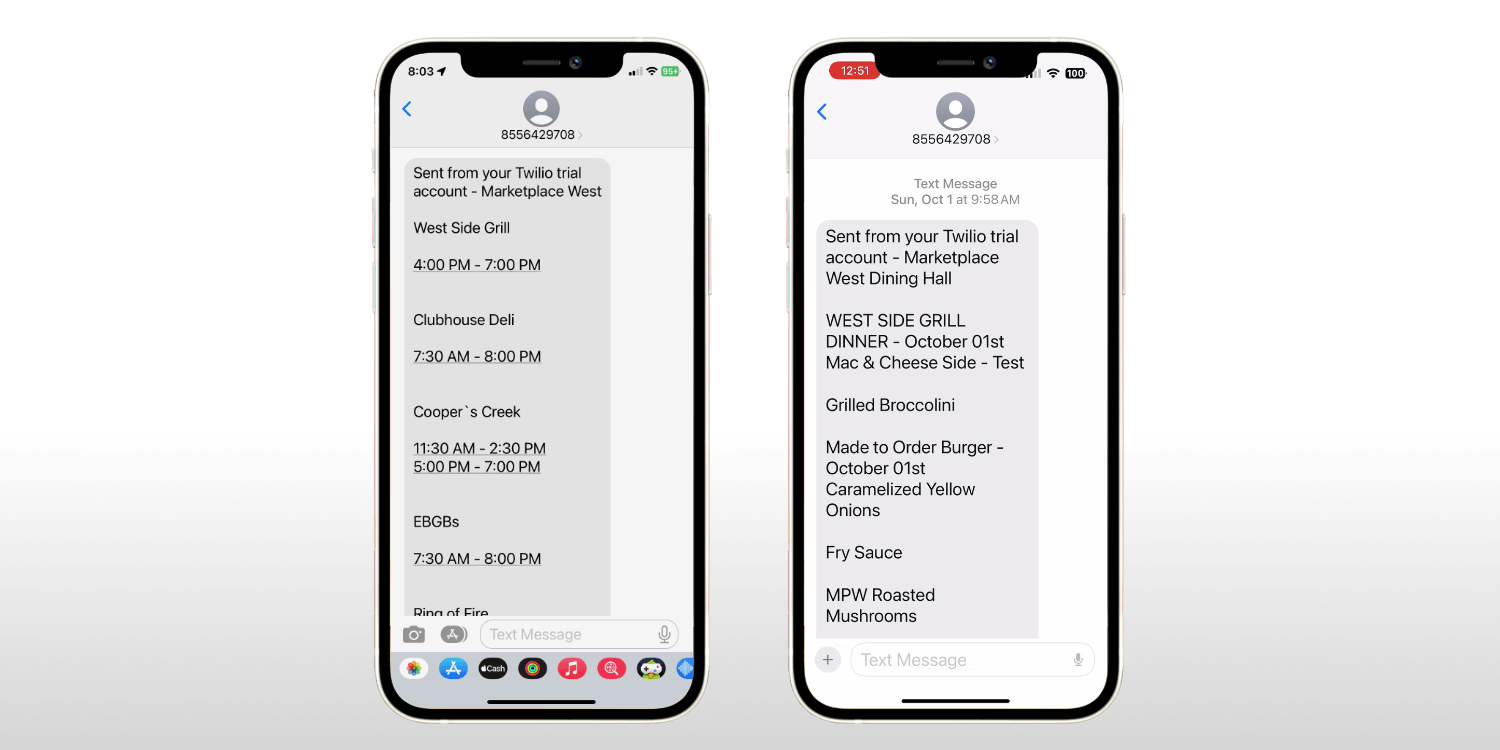 8:03
95+
8556429708
Sent from your Twilio trial
account - Marketplace West
West Side Grill
4:00 PM - 7:00 PM
Clubhouse Deli
7:30 AM - 8:00 PM
Cooper`s Creek
11:30 AM - 2:30 PM
5:00 PM - 7:00 PM
EBGBs
7:30 AM - 8:00 PM
Ring of Fire
Text Message
Cash
12:51
100
8556429708
Text Message
Sun, Oct 1 at 9:58 AM
Sent from your Twilio trial
account - Marketplace
West Dining Hall
WEST SIDE GRILL
DINNER - October 01st
Mac & Cheese Side - Test
Grilled Broccolini
Made to Order Burger -
October 01st
Caramelized Yellow
Onions
Fry Sauce
MPW Roasted
Mushrooms
Text Message